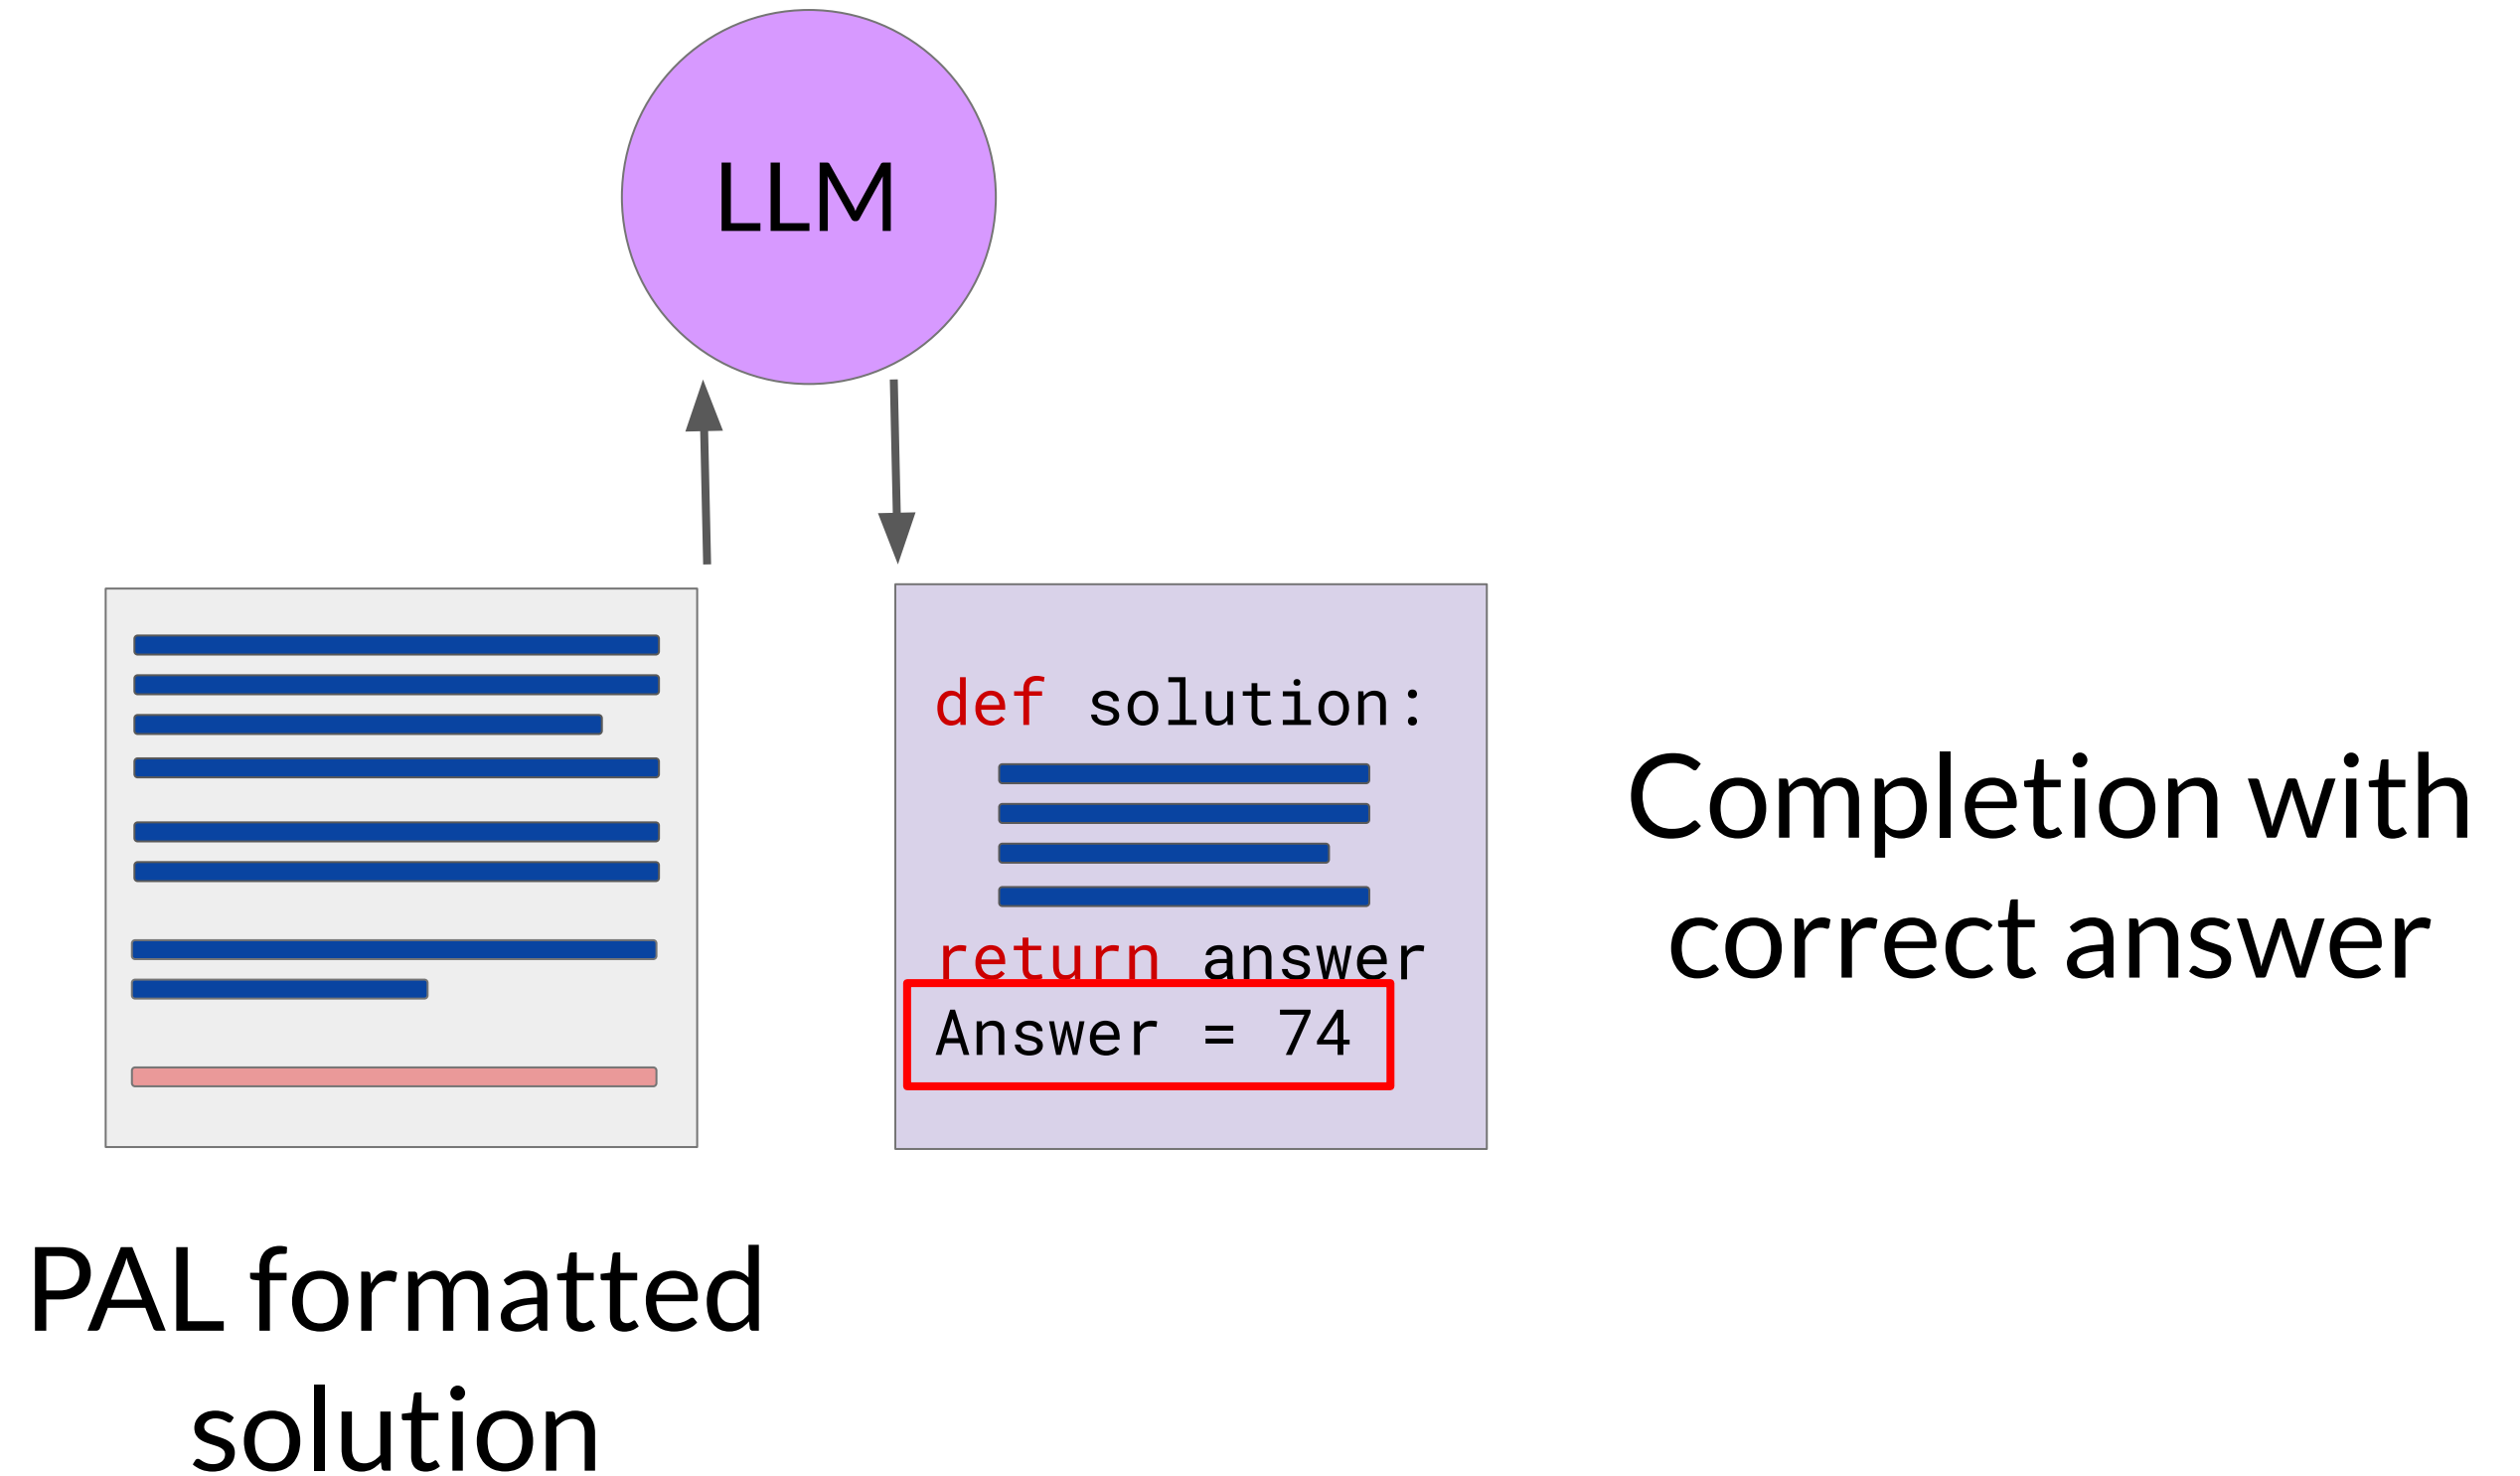 LLM
def solution:
return answer
Answer = 74
Completion with
correct answer
PAL formatted
solution